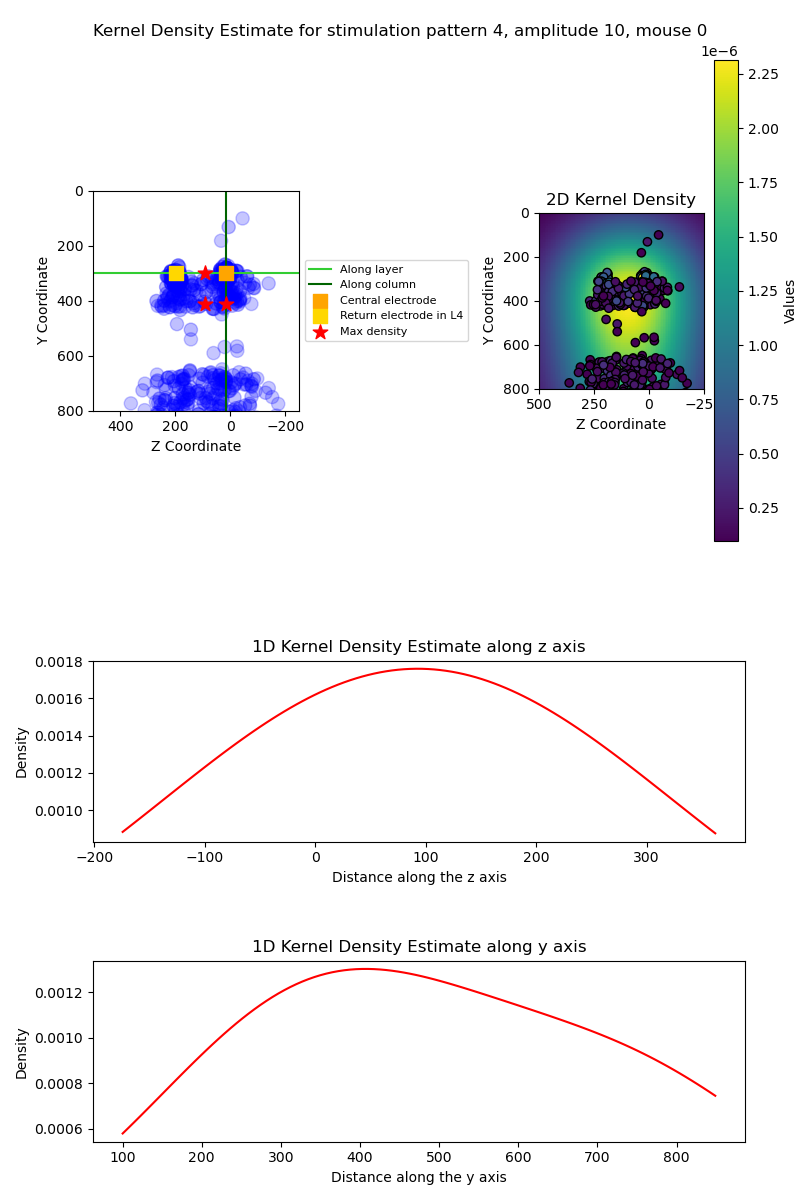 Kernel Density Estimate for stimulation pattern 4, amplitude 10, mouse 0
1e−6
0
200
400
600
800
400
200
0
−200
Y Coordinate
Z Coordinate
Along layer
Along column
Central electrode
Return electrode in L4
Max density
2D Kernel Density
0
200
400
600
800
500
250
0
−25
Y Coordinate
Z Coordinate
2.25
2.00
1.75
1.50
1.25
1.00
0.75
0.50
0.25
Values
1D Kernel Density Estimate along z axis
0.0018
0.0016
0.0014
0.0012
0.0010
Density
−200
−100
0
100
200
300
Distance along the z axis
1D Kernel Density Estimate along y axis
0.0012
0.0010
0.0008
0.0006
Density
100
200
300
400
500
600
700
800
Distance along the y axis